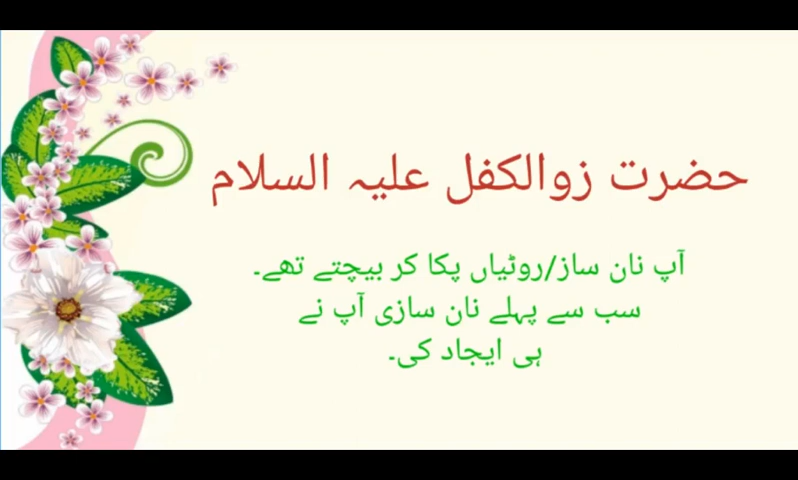 حضرت زوالکفل علیہ السلام
آپ نان ساز/روٹیاں پکا کر بیچتے تھے۔
سب سے پہلے نان سازی آپ نے
ہی ایجاد کی۔